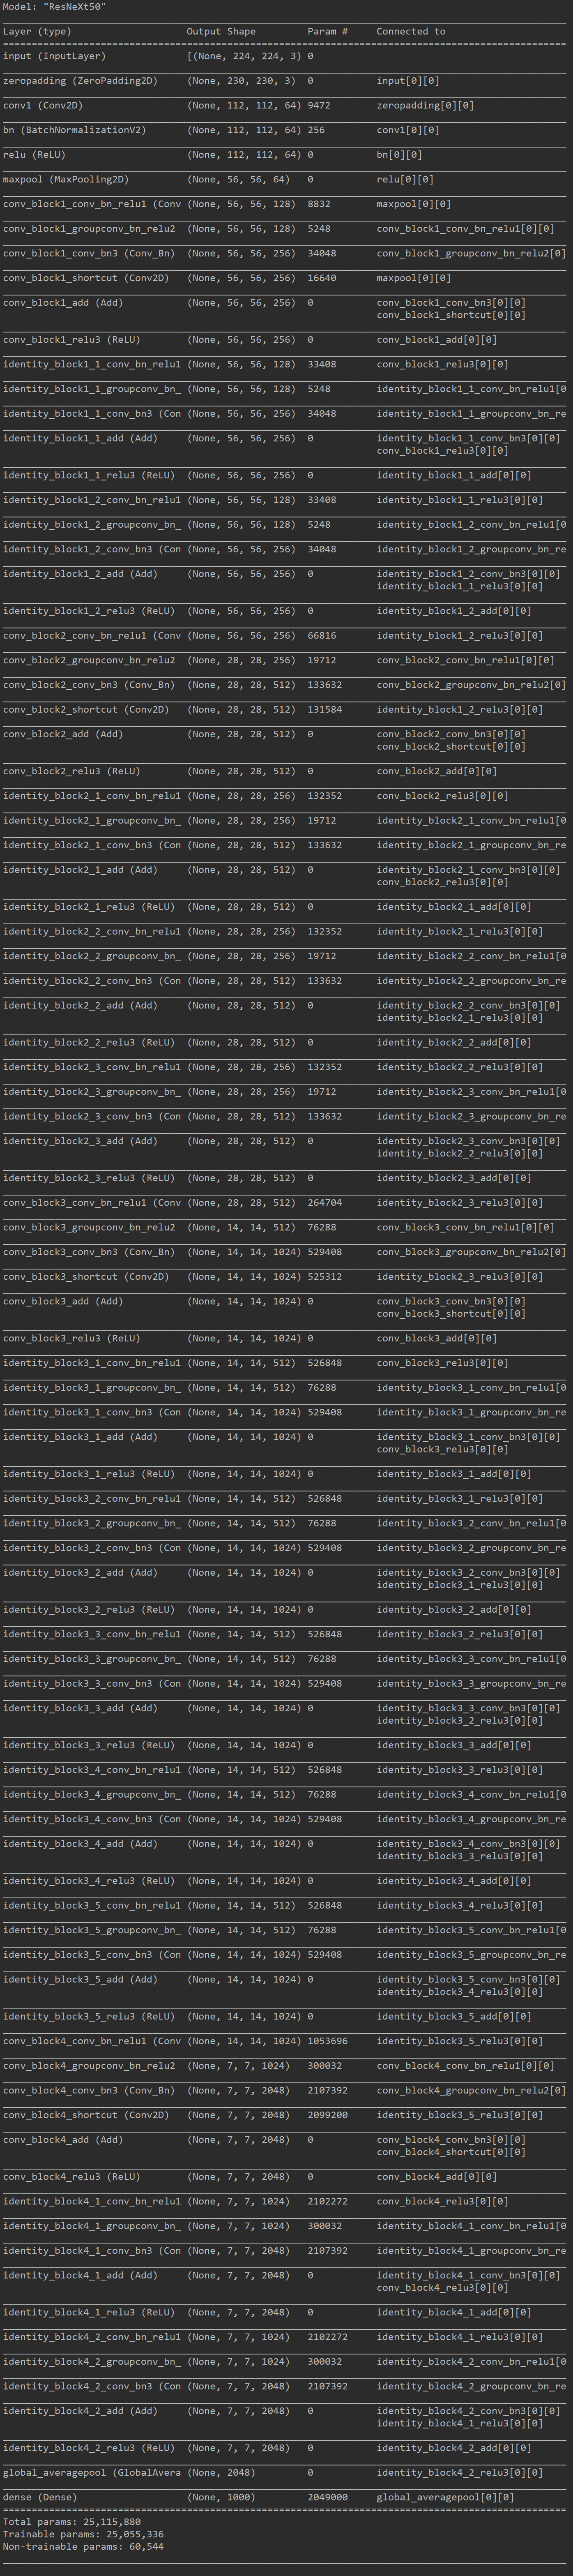 Model: "ResNeXt50"
Layer (type) Output Shape Param # Connected to
input (InputLayer) [(None, 224, 224, 3) 0
zeropadding (ZeroPadding2D) (None, 230, 230, 3) 0 input[0][0]
conv1 (Conv2D) (None, 112, 112, 64) 9472 zeropadding[0][0]
bn (BatchNormalizationV2) (None, 112, 112, 64) 256 conv1[0][0]
relu (ReLU) (None, 112, 112, 64) 0 bn[0][0]
maxpool (MaxPooling2D) (None, 56, 56, 64) 0 relu[0][0]
conv_block1_conv_bn_relu1 (Conv (None, 56, 56, 128) 8832 maxpool[0][0]
conv_block1_groupconv_bn_relu2 (None, 56, 56, 128) 5248 conv_block1_conv_bn_relu1[0][0]
conv_block1_conv_bn3 (Conv_Bn) (None, 56, 56, 256) 34048 conv_block1_groupconv_bn_relu2[0]
conv_block1_shortcut (Conv2D) (None, 56, 56, 256) 16640 maxpool[0][0]
conv_block1_add (Add) (None, 56, 56, 256) 0 conv_block1_conv_bn3[0][0]
conv_block1_shortcut[0][0]
conv_block1_relu3 (ReLU) (None, 56, 56, 256) 0 conv_block1_add[0][0]
identity_block1_1_conv_bn_relu1 (None, 56, 56, 128) 33408 conv_block1_relu3[0][0]
identity_block1_1_groupconv_bn_ (None, 56, 56, 128) 5248 identity_block1_1_conv_bn_relu1[0
identity_block1_1_conv_bn3 (Con (None, 56, 56, 256) 34048 identity_block1_1_groupconv_bn_re
identity_block1_1_add (Add) (None, 56, 56, 256) 0 identity_block1_1_conv_bn3[0][0]
conv_block1_relu3[0][0]
identity_block1_1_relu3 (ReLU) (None, 56, 56, 256) 0 identity_block1_1_add[0][0]
identity_block1_2_conv_bn_relu1 (None, 56, 56, 128) 33408 identity_block1_1_relu3[0][0]
identity_block1_2_groupconv_bn_ (None, 56, 56, 128) 5248 identity_block1_2_conv_bn_relu1[0
identity_block1_2_conv_bn3 (Con (None, 56, 56, 256) 34048 identity_block1_2_groupconv_bn_re
identity_block1_2_add (Add) (None, 56, 56, 256) 0 identity_block1_2_conv_bn3[0][0]
identity_block1_1_relu3[0][0]
identity_block1_2_relu3 (ReLU) (None, 56, 56, 256) 0 identity_block1_2_add[0][0]
conv_block2_conv_bn_relu1 (Conv (None, 56, 56, 256) 66816 identity_block1_2_relu3[0][0]
conv_block2_groupconv_bn_relu2 (None, 28, 28, 256) 19712 conv_block2_conv_bn_relu1[0][0]
conv_block2_conv_bn3 (Conv_Bn) (None, 28, 28, 512) 133632 conv_block2_groupconv_bn_relu2[0]
conv_block2_shortcut (Conv2D) (None, 28, 28, 512) 131584 identity_block1_2_relu3[0][0]
conv_block2_add (Add) (None, 28, 28, 512) 0 conv_block2_conv_bn3[0][0]
conv_block2_shortcut[0][0]
conv_block2_relu3 (ReLU) (None, 28, 28, 512) 0 conv_block2_add[0][0]
identity_block2_1_conv_bn_relu1 (None, 28, 28, 256) 132352 conv_block2_relu3[0][0]
identity_block2_1_groupconv_bn_ (None, 28, 28, 256) 19712 identity_block2_1_conv_bn_relu1[0
identity_block2_1_conv_bn3 (Con (None, 28, 28, 512) 133632 identity_block2_1_groupconv_bn_re
identity_block2_1_add (Add) (None, 28, 28, 512) 0 identity_block2_1_conv_bn3[0][0]
conv_block2_relu3[0][0]
identity_block2_1_relu3 (ReLU) (None, 28, 28, 512) 0 identity_block2_1_add[0][0]
identity_block2_2_conv_bn_relu1 (None, 28, 28, 256) 132352 identity_block2_1_relu3[0][0]
identity_block2_2_groupconv_bn_ (None, 28, 28, 256) 19712 identity_block2_2_conv_bn_relu1[0
identity_block2_2_conv_bn3 (Con (None, 28, 28, 512) 133632 identity_block2_2_groupconv_bn_re
identity_block2_2_add (Add) (None, 28, 28, 512) 0 identity_block2_2_conv_bn3[0][0]
identity_block2_1_relu3[0][0]
identity_block2_2_relu3 (ReLU) (None, 28, 28, 512) 0 identity_block2_2_add[0][0]
identity_block2_3_conv_bn_relu1 (None, 28, 28, 256) 132352 identity_block2_2_relu3[0][0]
identity_block2_3_groupconv_bn_ (None, 28, 28, 256) 19712 identity_block2_3_conv_bn_relu1[0
identity_block2_3_conv_bn3 (Con (None, 28, 28, 512) 133632 identity_block2_3_groupconv_bn_re
identity_block2_3_add (Add) (None, 28, 28, 512) 0 identity_block2_3_conv_bn3[0][0]
identity_block2_2_relu3[0][0]
identity_block2_3_relu3 (ReLU) (None, 28, 28, 512) 0 identity_block2_3_add[0][0]
conv_block3_conv_bn_relu1 (Conv (None, 28, 28, 512) 264704 identity_block2_3_relu3[0][0]
conv_block3_groupconv_bn_relu2 (None, 14, 14, 512) 76288 conv_block3_conv_bn_relu1[0][0]
conv_block3_conv_bn3 (Conv_Bn) (None, 14, 14, 1024) 529408 conv_block3_groupconv_bn_relu2[0]
conv_block3_shortcut (Conv2D) (None, 14, 14, 1024) 525312 identity_block2_3_relu3[0][0]
conv_block3_add (Add) (None, 14, 14, 1024) 0 conv_block3_conv_bn3[0][0]
conv_block3_shortcut[0][0]
conv_block3_relu3 (ReLU) (None, 14, 14, 1024) 0 conv_block3_add[0][0]
identity_block3_1_conv_bn_relu1 (None, 14, 14, 512) 526848 conv_block3_relu3[0][0]
identity_block3_1_groupconv_bn_ (None, 14, 14, 512) 76288 identity_block3_1_conv_bn_relu1[0
identity_block3_1_conv_bn3 (Con (None, 14, 14, 1024) 529408 identity_block3_1_groupconv_bn_re
identity_block3_1_add (Add) (None, 14, 14, 1024) 0 identity_block3_1_conv_bn3[0][0]
conv_block3_relu3[0][0]
identity_block3_1_relu3 (ReLU) (None, 14, 14, 1024) 0 identity_block3_1_add[0][0]
identity_block3_2_conv_bn_relu1 (None, 14, 14, 512) 526848 identity_block3_1_relu3[0][0]
identity_block3_2_groupconv_bn_ (None, 14, 14, 512) 76288 identity_block3_2_conv_bn_relu1[0
identity_block3_2_conv_bn3 (Con (None, 14, 14, 1024) 529408 identity_block3_2_groupconv_bn_re
identity_block3_2_add (Add) (None, 14, 14, 1024) 0 identity_block3_2_conv_bn3[0][0]
identity_block3_1_relu3[0][0]
identity_block3_2_relu3 (ReLU) (None, 14, 14, 1024) 0 identity_block3_2_add[0][0]
identity_block3_3_conv_bn_relu1 (None, 14, 14, 512) 526848 identity_block3_2_relu3[0][0]
identity_block3_3_groupconv_bn_ (None, 14, 14, 512) 76288 identity_block3_3_conv_bn_relu1[0
identity_block3_3_conv_bn3 (Con (None, 14, 14, 1024) 529408 identity_block3_3_groupconv_bn_re
identity_block3_3_add (Add) (None, 14, 14, 1024) 0 identity_block3_3_conv_bn3[0][0]
identity_block3_2_relu3[0][0]
identity_block3_3_relu3 (ReLU) (None, 14, 14, 1024) 0 identity_block3_3_add[0][0]
identity_block3_4_conv_bn_relu1 (None, 14, 14, 512) 526848 identity_block3_3_relu3[0][0]
identity_block3_4_groupconv_bn_ (None, 14, 14, 512) 76288 identity_block3_4_conv_bn_relu1[0
identity_block3_4_conv_bn3 (Con (None, 14, 14, 1024) 529408 identity_block3_4_groupconv_bn_re
identity_block3_4_add (Add) (None, 14, 14, 1024) 0 identity_block3_4_conv_bn3[0][0]
identity_block3_3_relu3[0][0]
identity_block3_4_relu3 (ReLU) (None, 14, 14, 1024) 0 identity_block3_4_add[0][0]
identity_block3_5_conv_bn_relu1 (None, 14, 14, 512) 526848 identity_block3_4_relu3[0][0]
identity_block3_5_groupconv_bn_ (None, 14, 14, 512) 76288 identity_block3_5_conv_bn_relu1[0
identity_block3_5_conv_bn3 (Con (None, 14, 14, 1024) 529408 identity_block3_5_groupconv_bn_re
identity_block3_5_add (Add) (None, 14, 14, 1024) 0 identity_block3_5_conv_bn3[0][0]
identity_block3_4_relu3[0][0]
identity_block3_5_relu3 (ReLU) (None, 14, 14, 1024) 0 identity_block3_5_add[0][0]
conv_block4_conv_bn_relu1 (Conv (None, 14, 14, 1024) 1053696 identity_block3_5_relu3[0][0]
conv_block4_groupconv_bn_relu2 (None, 7, 7, 1024) 300032 conv_block4_conv_bn_relu1[0][0]
conv_block4_conv_bn3 (Conv_Bn) (None, 7, 7, 2048) 2107392 conv_block4_groupconv_bn_relu2[0]
conv_block4_shortcut (Conv2D) (None, 7, 7, 2048) 2099200 identity_block3_5_relu3[0][0]
conv_block4_add (Add) (None, 7, 7, 2048) 0 conv_block4_conv_bn3[0][0]
conv_block4_shortcut[0][0]
conv_block4_relu3 (ReLU) (None, 7, 7, 2048) 0 conv_block4_add[0][0]
identity_block4_1_conv_bn_relu1 (None, 7, 7, 1024) 2102272 conv_block4_relu3[0][0]
identity_block4_1_groupconv_bn_ (None, 7, 7, 1024) 300032 identity_block4_1_conv_bn_relu1[0
identity_block4_1_conv_bn3 (Con (None, 7, 7, 2048) 2107392 identity_block4_1_groupconv_bn_re
identity_block4_1_add (Add) (None, 7, 7, 2048) 0 identity_block4_1_conv_bn3[0][0]
conv_block4_relu3[0][0]
identity_block4_1_relu3 (ReLU) (None, 7, 7, 2048) 0 identity_block4_1_add[0][0]
identity_block4_2_conv_bn_relu1 (None, 7, 7, 1024) 2102272 identity_block4_1_relu3[0][0]
identity_block4_2_groupconv_bn_ (None, 7, 7, 1024) 300032 identity_block4_2_conv_bn_relu1[0
identity_block4_2_conv_bn3 (Con (None, 7, 7, 2048) 2107392 identity_block4_2_groupconv_bn_re
identity_block4_2_add (Add) (None, 7, 7, 2048) 0 identity_block4_2_conv_bn3[0][0]
identity_block4_1_relu3[0][0]
identity_block4_2_relu3 (ReLU) (None, 7, 7, 2048) 0 identity_block4_2_add[0][0]
global_averagepool (GlobalAvera (None, 2048) 0 identity_block4_2_relu3[0][0]
dense (Dense) (None, 1000) 2049000 global_averagepool[0][0]
Total params: 25,115,880
Trainable params: 25,055,336
Non-trainable params: 60,544